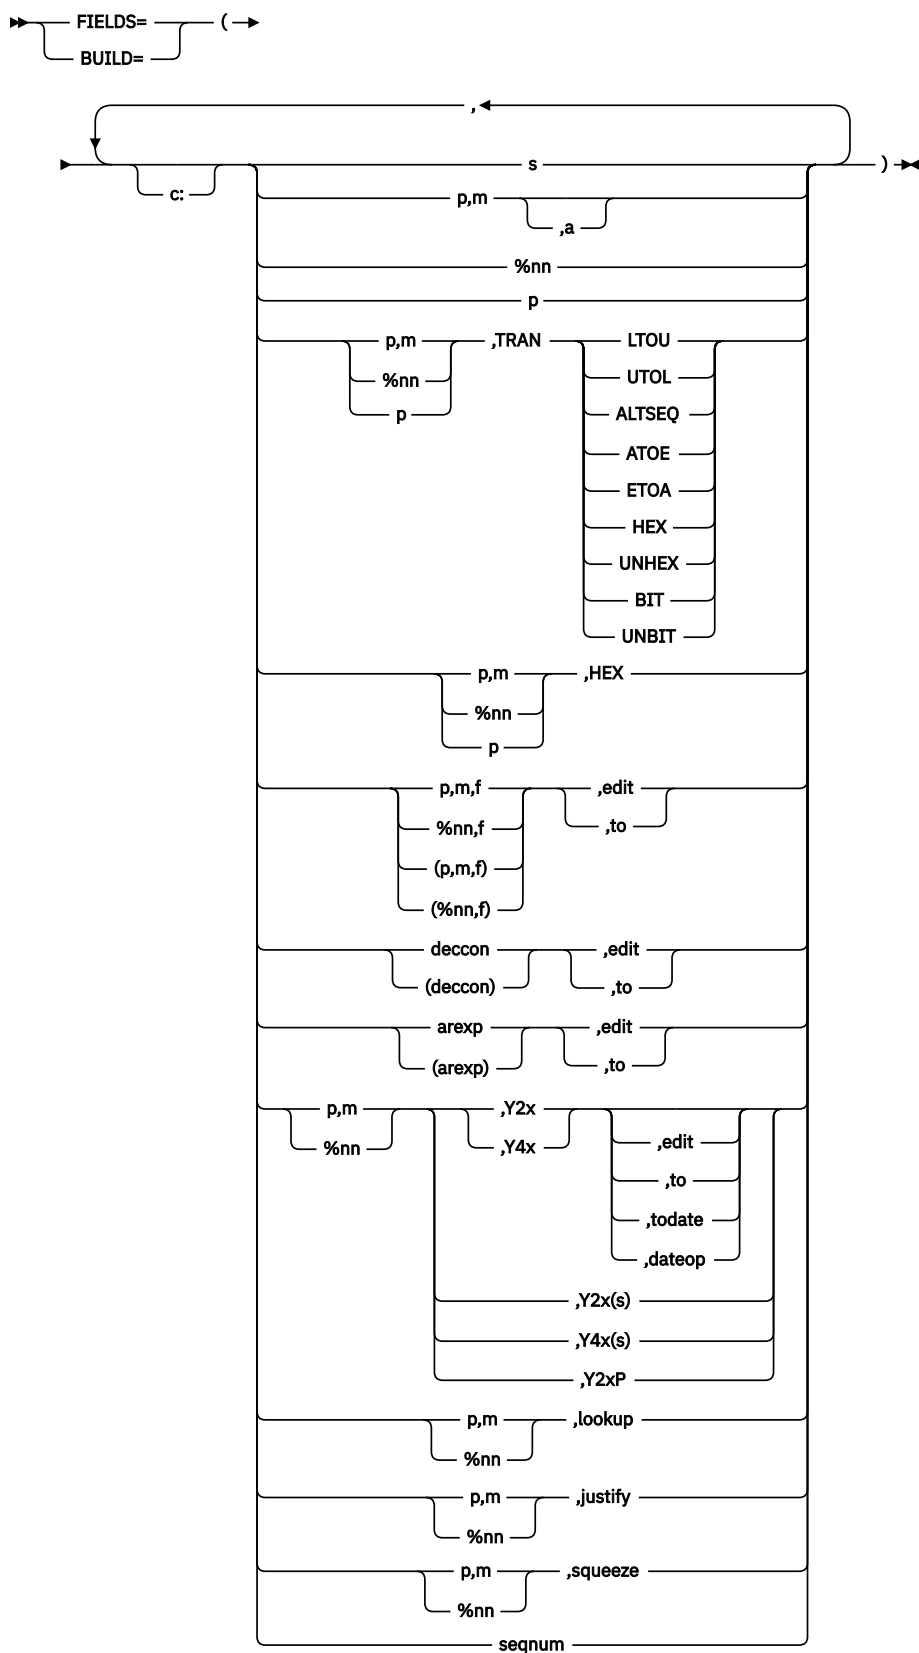 FIELDS= (
BUILD=
,
s )
c:
p,m
,a
%nn
p
p,m ,TRAN LTOU
UTOL
%nn
ALTSEQ
p
ATOE
ETOA
HEX
UNHEX
BIT
UNBIT
p,m ,HEX
%nn
p
p,m,f ,edit
%nn,f ,to
(p,m,f)
(%nn,f)
deccon ,edit
(deccon) ,to
arexp ,edit
(arexp) ,to
p,m ,Y2x
%nn ,Y4x ,edit
,to
,todate
,dateop
,Y2x(s)
,Y4x(s)
,Y2xP
p,m ,lookup
%nn
p,m ,justify
%nn
p,m ,squeeze
%nn
seqnum